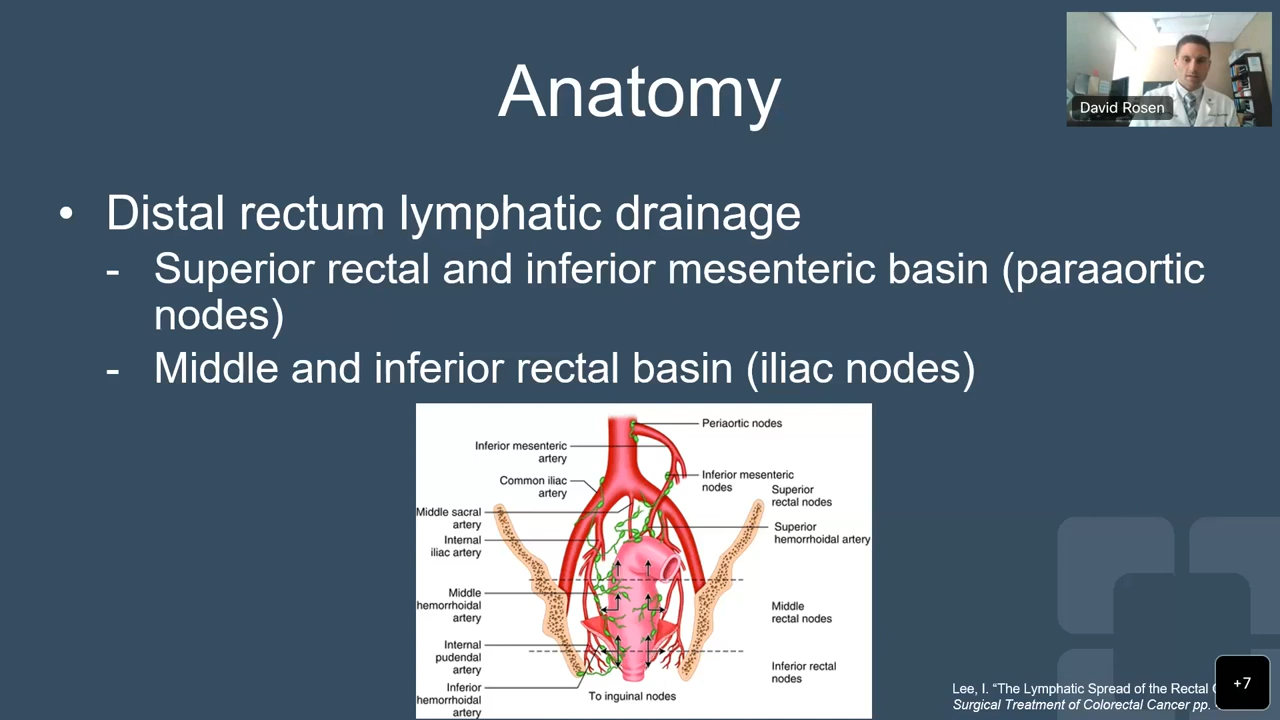 Anatomy
David Rosen
• Distal rectum lymphatic drainage
- Superior rectal and inferior mesenteric basin (paraaortic
nodes)
- Middle and inferior rectal basin (iliac nodes)
Periaortic nodes
Inferior mesenteric
artery
Inferior mesenteric
nodes
Common iliac
artery
Superior
rectal nodes
Middle sacral
artery
Superior
hemorrhoidal artery
Internal
iliac artery
Middle
hemorrhoidal
artery
Middle
rectal nodes
Internal
pudendal
artery
Inferior rectal
nodes
Inferior
hemorrhoidal
artery
To inguinal nodes
Lee, I. “The Lymphatic Spread of the Rectal
Surgical Treatment of Colorectal Cancer pp.
+7